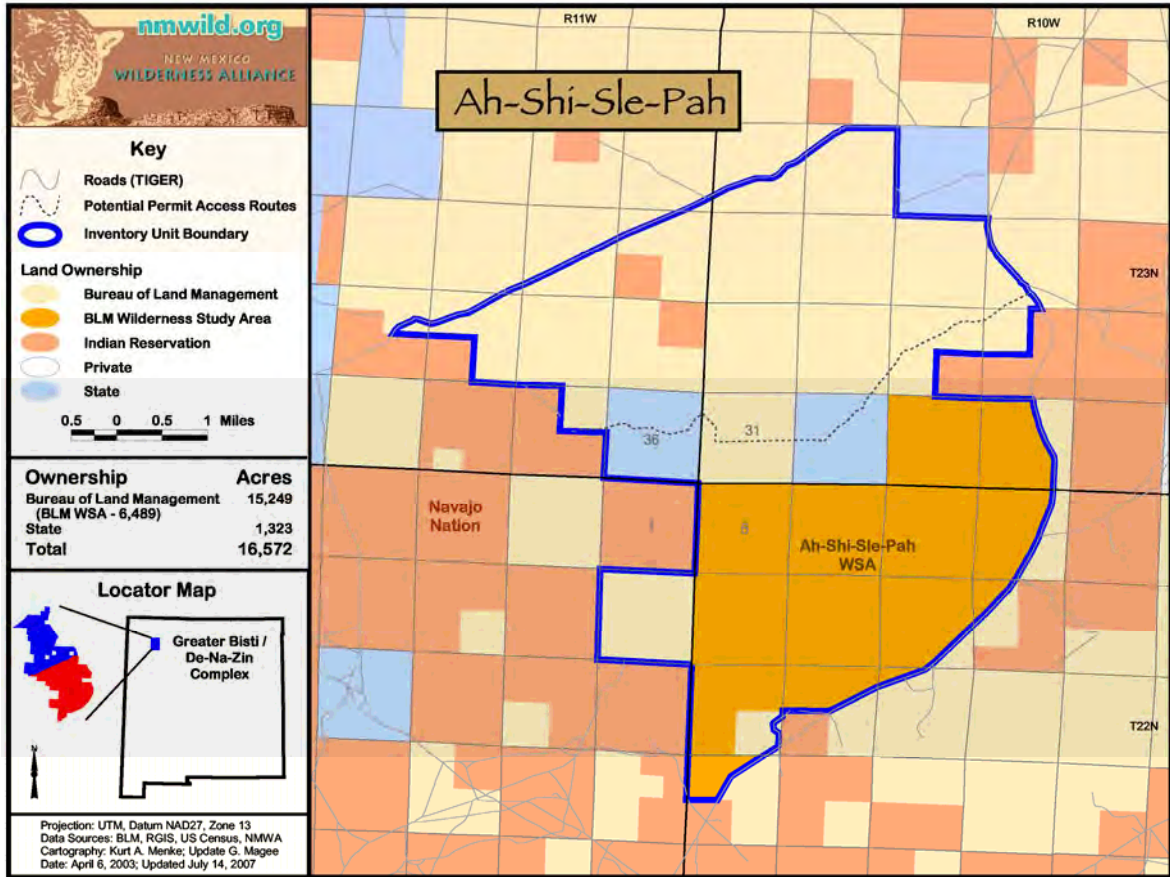 nmwild.org
NEW MEXICO
WILDERNESS ALLIANCE
Key
Roads (TIGER)
Potential Permit Access Routes
Inventory Unit Boundary
Land Ownership
Bureau of Land Management
BLM Wilderness Study Area
Indian Reservation
Private
State
0.5 0 0.5 1 Miles
Ownership Acres
Bureau of Land Management 15,249
(BLM WSA - 6,489)
State 1,323
Total 16,572
Locator Map
Greater Bisti /
De-Na-Zin
Complex
N
Projection: UTM, Datum NAD27, Zone 13
Data Sources: BLM, RGIS, US Census, NMWA
Cartography: Kurt A. Menke; Update G. Magee
Date: April 6, 2003; Updated July 14, 2007
R11W
R10W
Ah-Shi-Sle-Pah
T23N
36
31
Navajo
Nation
Ah-Shi-Sle-Pah
WSA
T22N